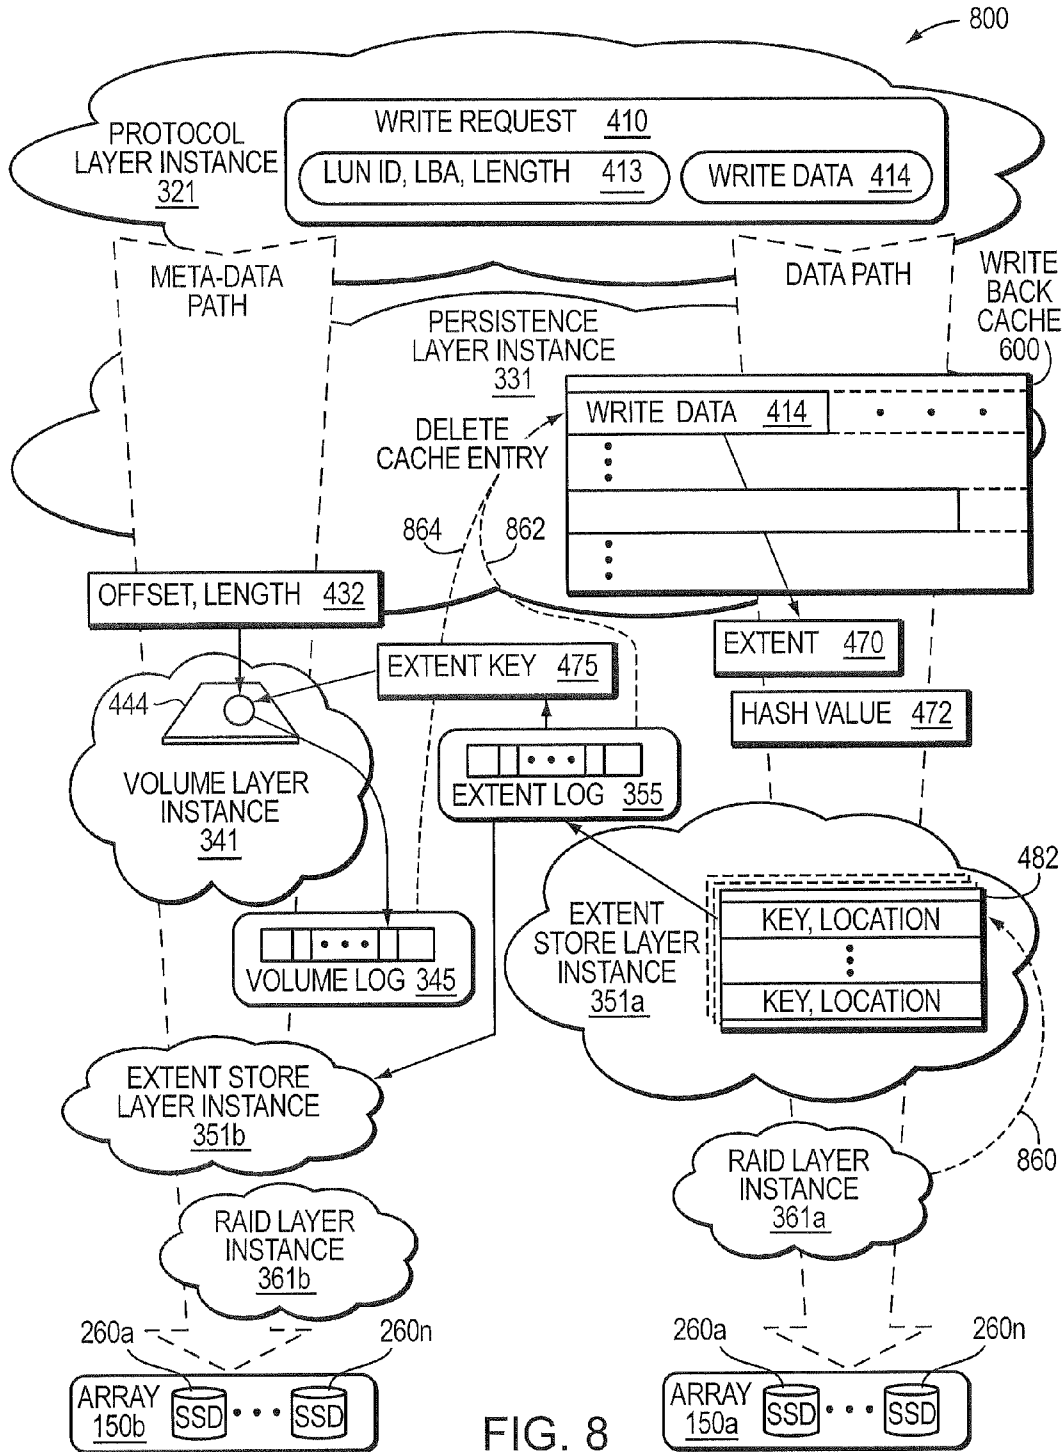 800
WRITE REQUEST 410
PROTOCOL
LAYER INSTANCE
321
LUN ID, LBA, LENGTH 413
WRITE DATA 414
META-DATA
PATH
DATA PATH
WRITE
BACK
CACHE
600
PERSISTENCE
LAYER INSTANCE
331
WRITE DATA 414
DELETE
CACHE ENTRY
864
862
OFFSET, LENGTH 432
EXTENT 470
EXTENT KEY 475
444
HASH VALUE 472
VOLUME LAYER
INSTANCE
341
EXTENT LOG 355
482
KEY, LOCATION
EXTENT
STORE LAYER
INSTANCE
351a
KEY, LOCATION
VOLUME LOG 345
EXTENT STORE
LAYER INSTANCE
351b
860
RAID LAYER
INSTANCE
361a
RAID LAYER
INSTANCE
361b
260a
260n
260a
260n
ARRAY
150b
SSD
SSD
ARRAY
150a
SSD
SSD
FIG. 8